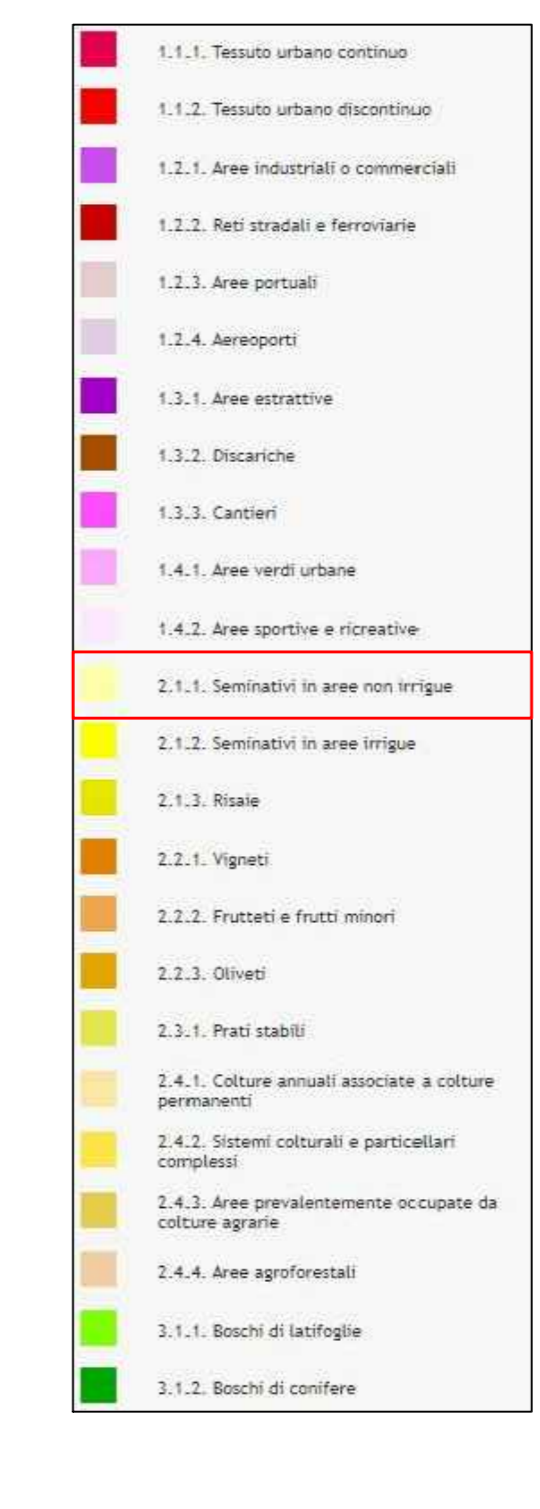 1.1.1. Tessuto urbano continuo
1.1.2. Tessuto urbano discontinuo
1.2.1. Aree industriali o commerciali
1.2.2. Reti stradali e ferroviarie
1.2.3. Aree portuali
1.2.4. Aereoporti
1.3.1. Aree estrattive
1.3.2. Discariche
1.3.3. Cantieri
1.4.1. Aree verdi urbane
1.4.2. Aree sportive e ricreative
2.1.1. Seminativi in aree non irrigue
2.1.2. Seminativi in aree irrigue
2.1.3. Risaie
2.2.1. Vigneti
2.2.2. Frutteti e frutti minori
2.2.3. Oliveti
2.3.1. Prati stabili
2.4.1. Colture annuali associate a colture
permanenti
2.4.2. Sistemi colturali e particellari
complessi
2.4.3. Aree prevalentemente occupate da
colture agrarie
2.4.4. Aree agroforestali
3.1.1. Boschi di latifoglie
3.1.2. Boschi di conifere